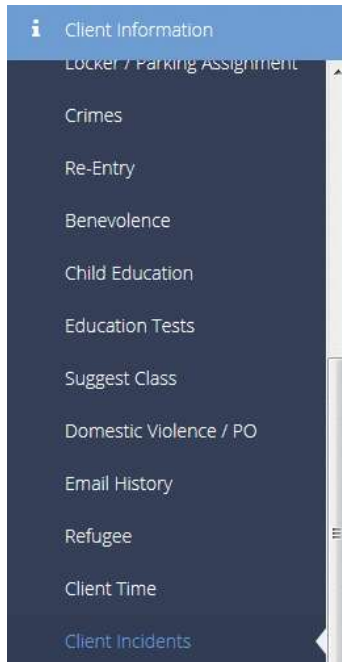 Client Information
Locker / Parking Assignment
Crimes
Re-Entry
Benevolence
Child Education
Education Tests
Suggest Class
Domestic Violence / PO
Email History
Refugee
Client Time
Client Incidents